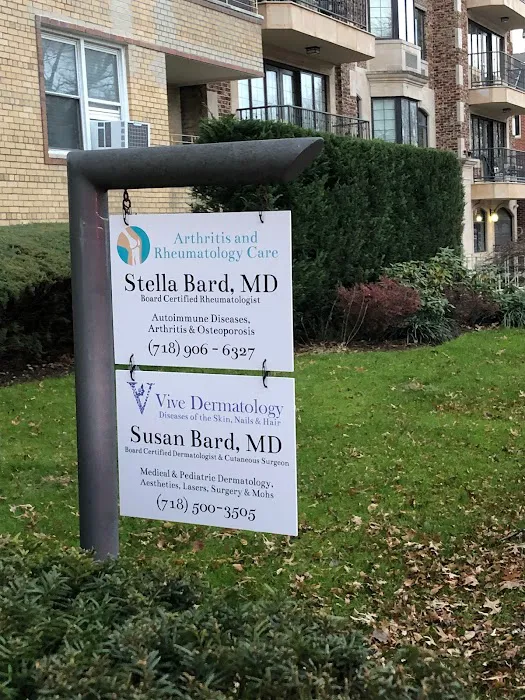 Arthritis and
Rheumatology Care
Stella Bard, MD
Board Certified Rheumatologist
Autoimmune Diseases,
Arthritis & Osteoporosis
(718) 906 - 6327
V Vive Dermatology
Diseases of the Skin, Nails & Hair
Susan Bard, MD
Board Certified Dermatologist & Cutaneous Surgeon
Medical & Pediatric Dermatology,
Aesthetics, Lasers, Surgery & Mohs
(718) 500-3505